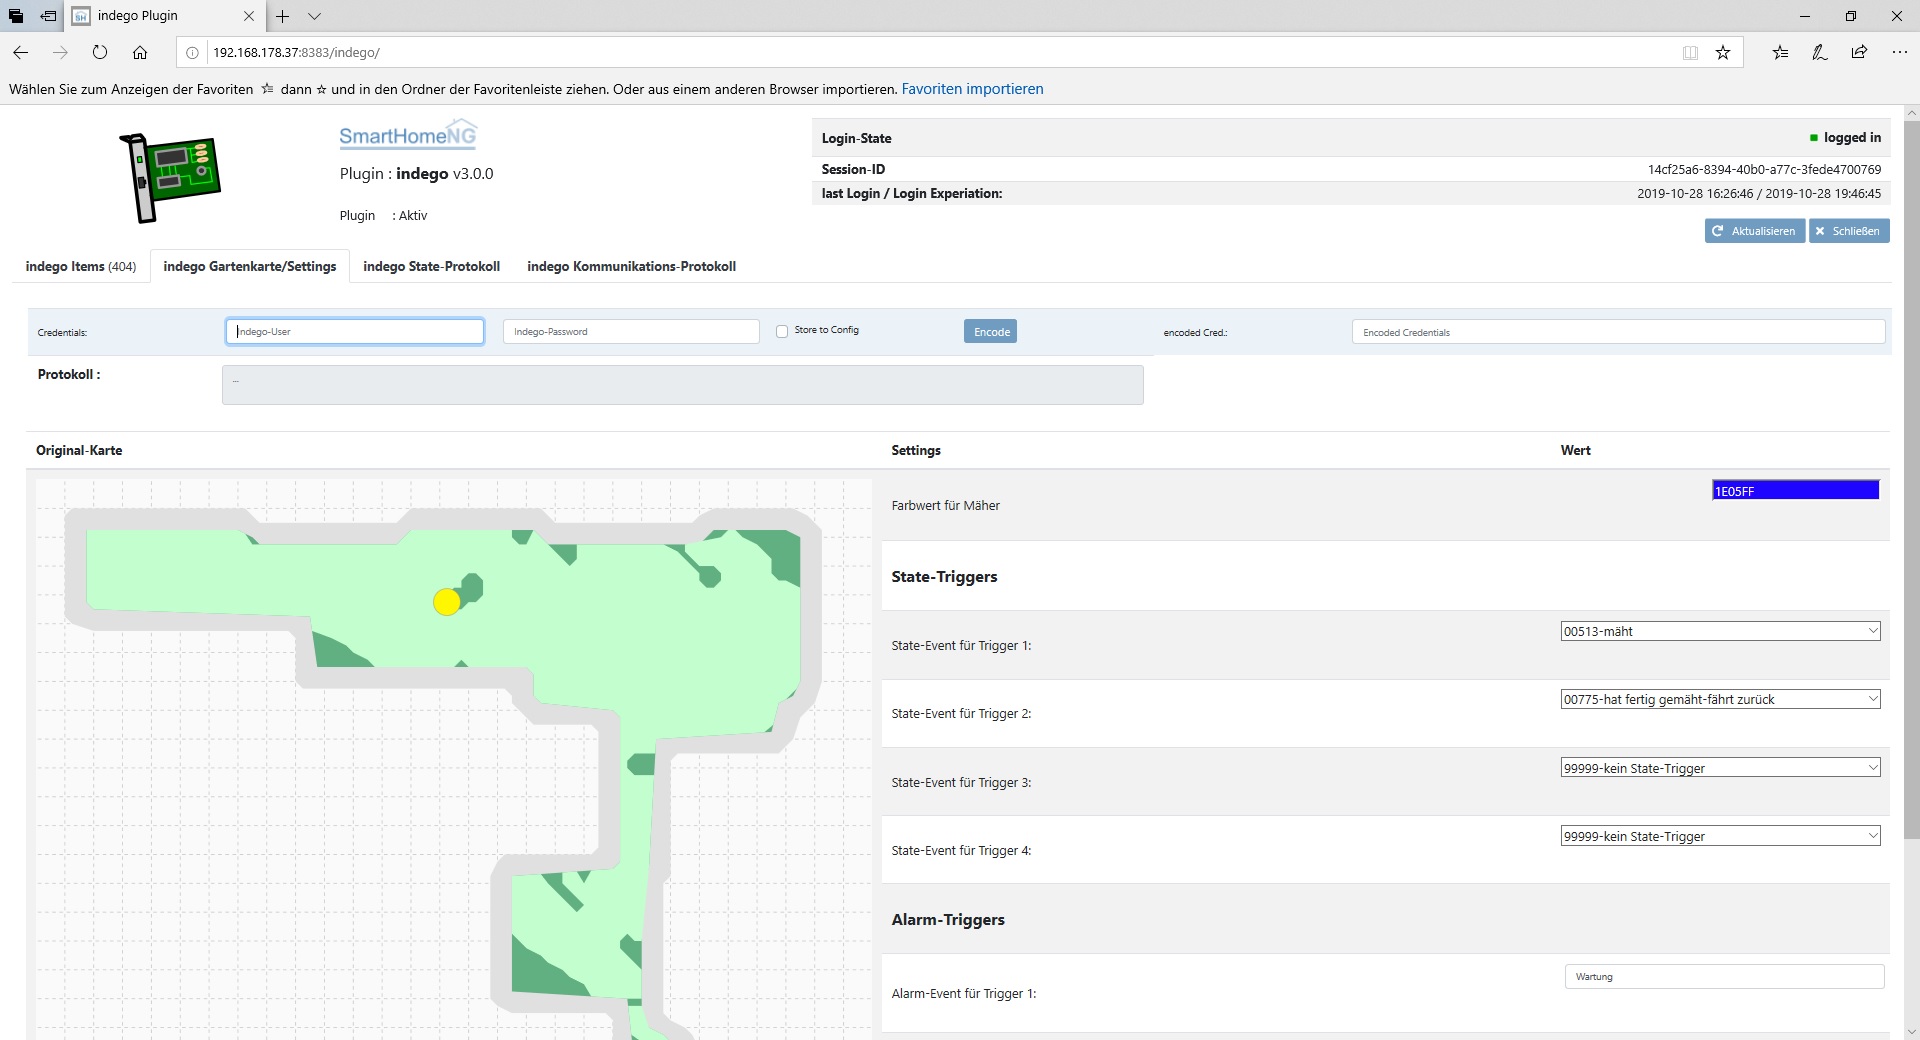 indego Plugin
192.168.178.37:8383/indego/
Wählen Sie zum Anzeigen der Favoriten dann und in den Ordner der Favoritenleiste ziehen. Oder aus einem anderen Browser importieren. Favoriten importieren
SmartHomeNG
Plugin : indego v3.0.0
Plugin : Aktiv
Login-State logged in
Session-ID 14cf25a6-8394-40b0-a77c-3fede4700769
last Login / Login Experiation: 2019-10-28 16:26:46 / 2019-10-28 19:46:45
Aktualisieren Schließen
indego Items (404) indego Gartenkarte/Settings indego State-Protokoll indego Kommunikations-Protokoll
Credentials: Indego-User Indego-Password Store to Config Encode encoded Cred.: Encoded Credentials
Protokoll : ...
Original-Karte Settings Wert
Farbwert für Mäher 1E05FF
State-Triggers
State-Event für Trigger 1: 00513-mäht
State-Event für Trigger 2: 00775-hat fertig gemäht-fährt zurück
State-Event für Trigger 3: 99999-kein State-Trigger
State-Event für Trigger 4: 99999-kein State-Trigger
Alarm-Triggers
Alarm-Event für Trigger 1: Wartung